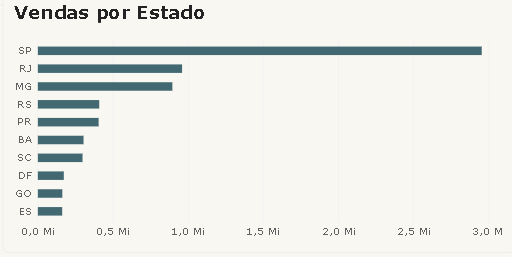 Vendas por Estado
SP
RJ
MG
RS
PR
BA
SC
DF
GO
ES
0,0 Mi 0,5 Mi 1,0 Mi 1,5 Mi 2,0 Mi 2,5 Mi 3,0 M